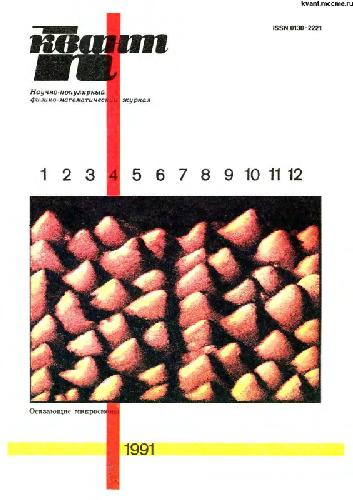 kvant.mccme.ru
квант
ISSN 0130-2221
Научно-популярный
физико-математический журнал
1 2 3 4 5 6 7 8 9 10 11 12
Осязающие микроскопы
1991